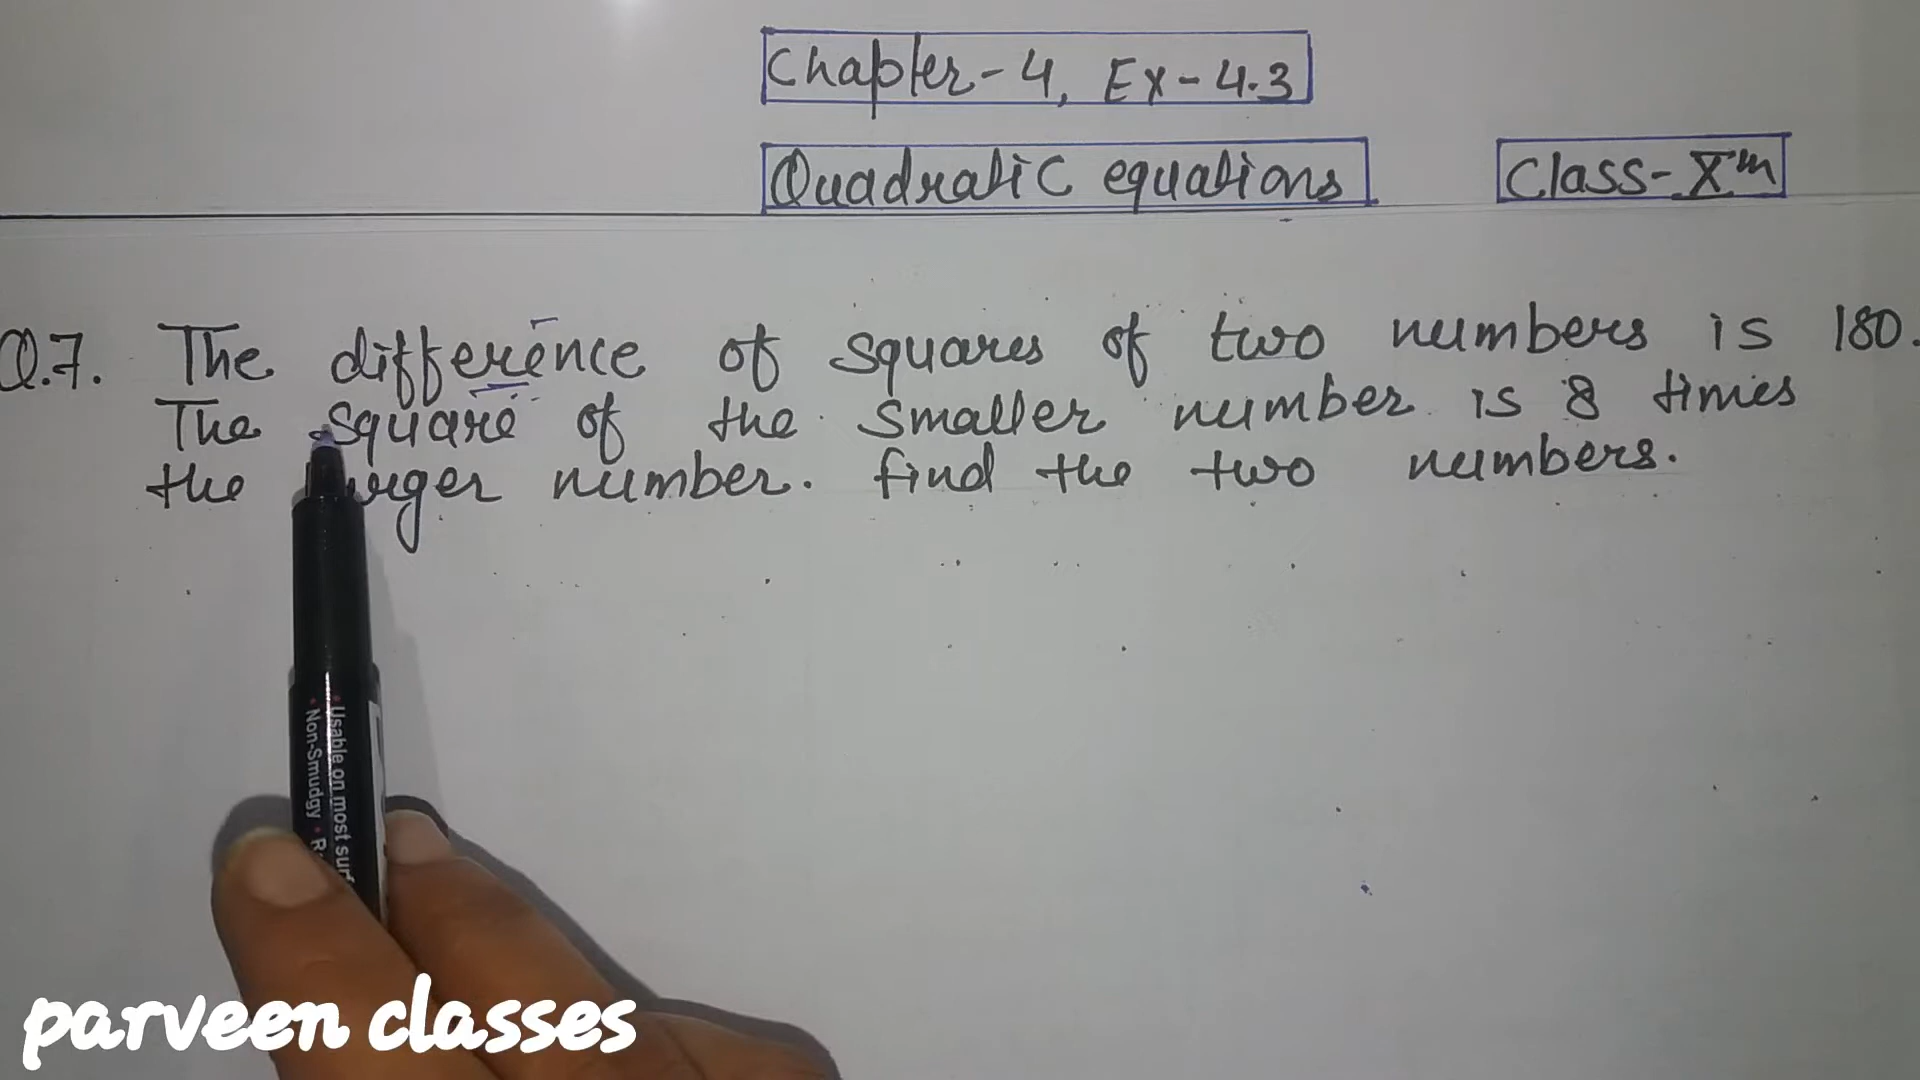 Chapter-4, Ex-4.3
Quadratic equations
Class-Xth
Q.7. The difference of squares of two numbers is 180.
The square of the smaller number is 8 times
the larger number. find the two numbers.
• Usable on most surf
• Non-Smudgy • R
parveen classes